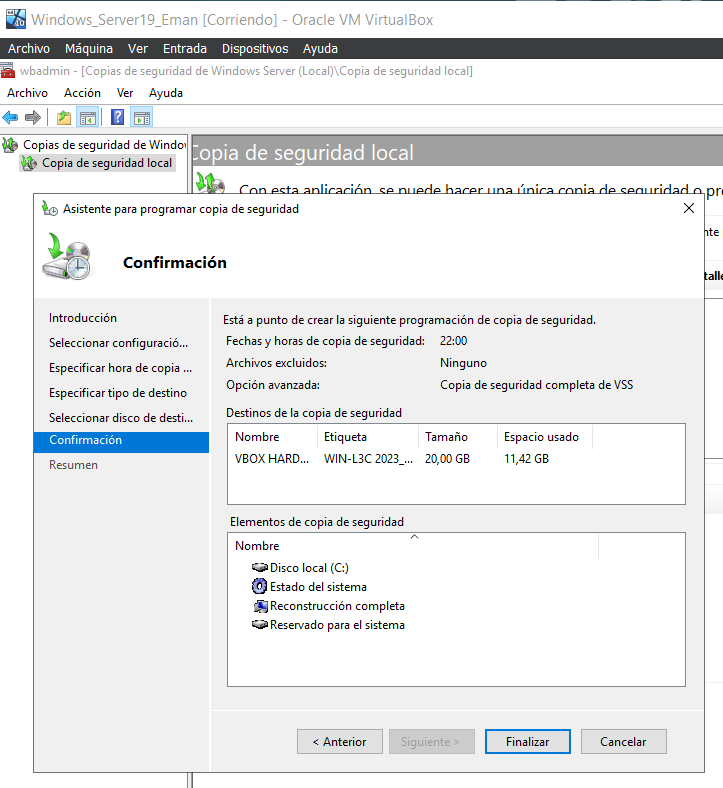 Windows_Server19_Eman [Corriendo] - Oracle VM VirtualBox
Archivo Máquina Ver Entrada Dispositivos Ayuda
wbadmin - [Copias de seguridad de Windows Server (Local)\Copia de seguridad local]
Archivo Acción Ver Ayuda
Copias de seguridad de Window
Copia de seguridad local
Copia de seguridad local
Con esta aplicación, se puede hacer una única copia de seguridad o pr
Asistente para programar copia de seguridad
nte
talle
Confirmación
Introducción
Seleccionar configuració...
Especificar hora de copia ...
Especificar tipo de destino
Seleccionar disco de desti...
Confirmación
Resumen
Está a punto de crear la siguiente programación de copia de seguridad.
Fechas y horas de copia de seguridad: 22:00
Archivos excluidos: Ninguno
Opción avanzada: Copia de seguridad completa de VSS
Destinos de la copia de seguridad
Nombre Etiqueta Tamaño Espacio usado
VBOX HARD... WIN-L3C 2023_... 20,00 GB 11,42 GB
Elementos de copia de seguridad
Nombre
Disco local (C:)
Estado del sistema
Reconstrucción completa
Reservado para el sistema
< Anterior Siguiente > Finalizar Cancelar